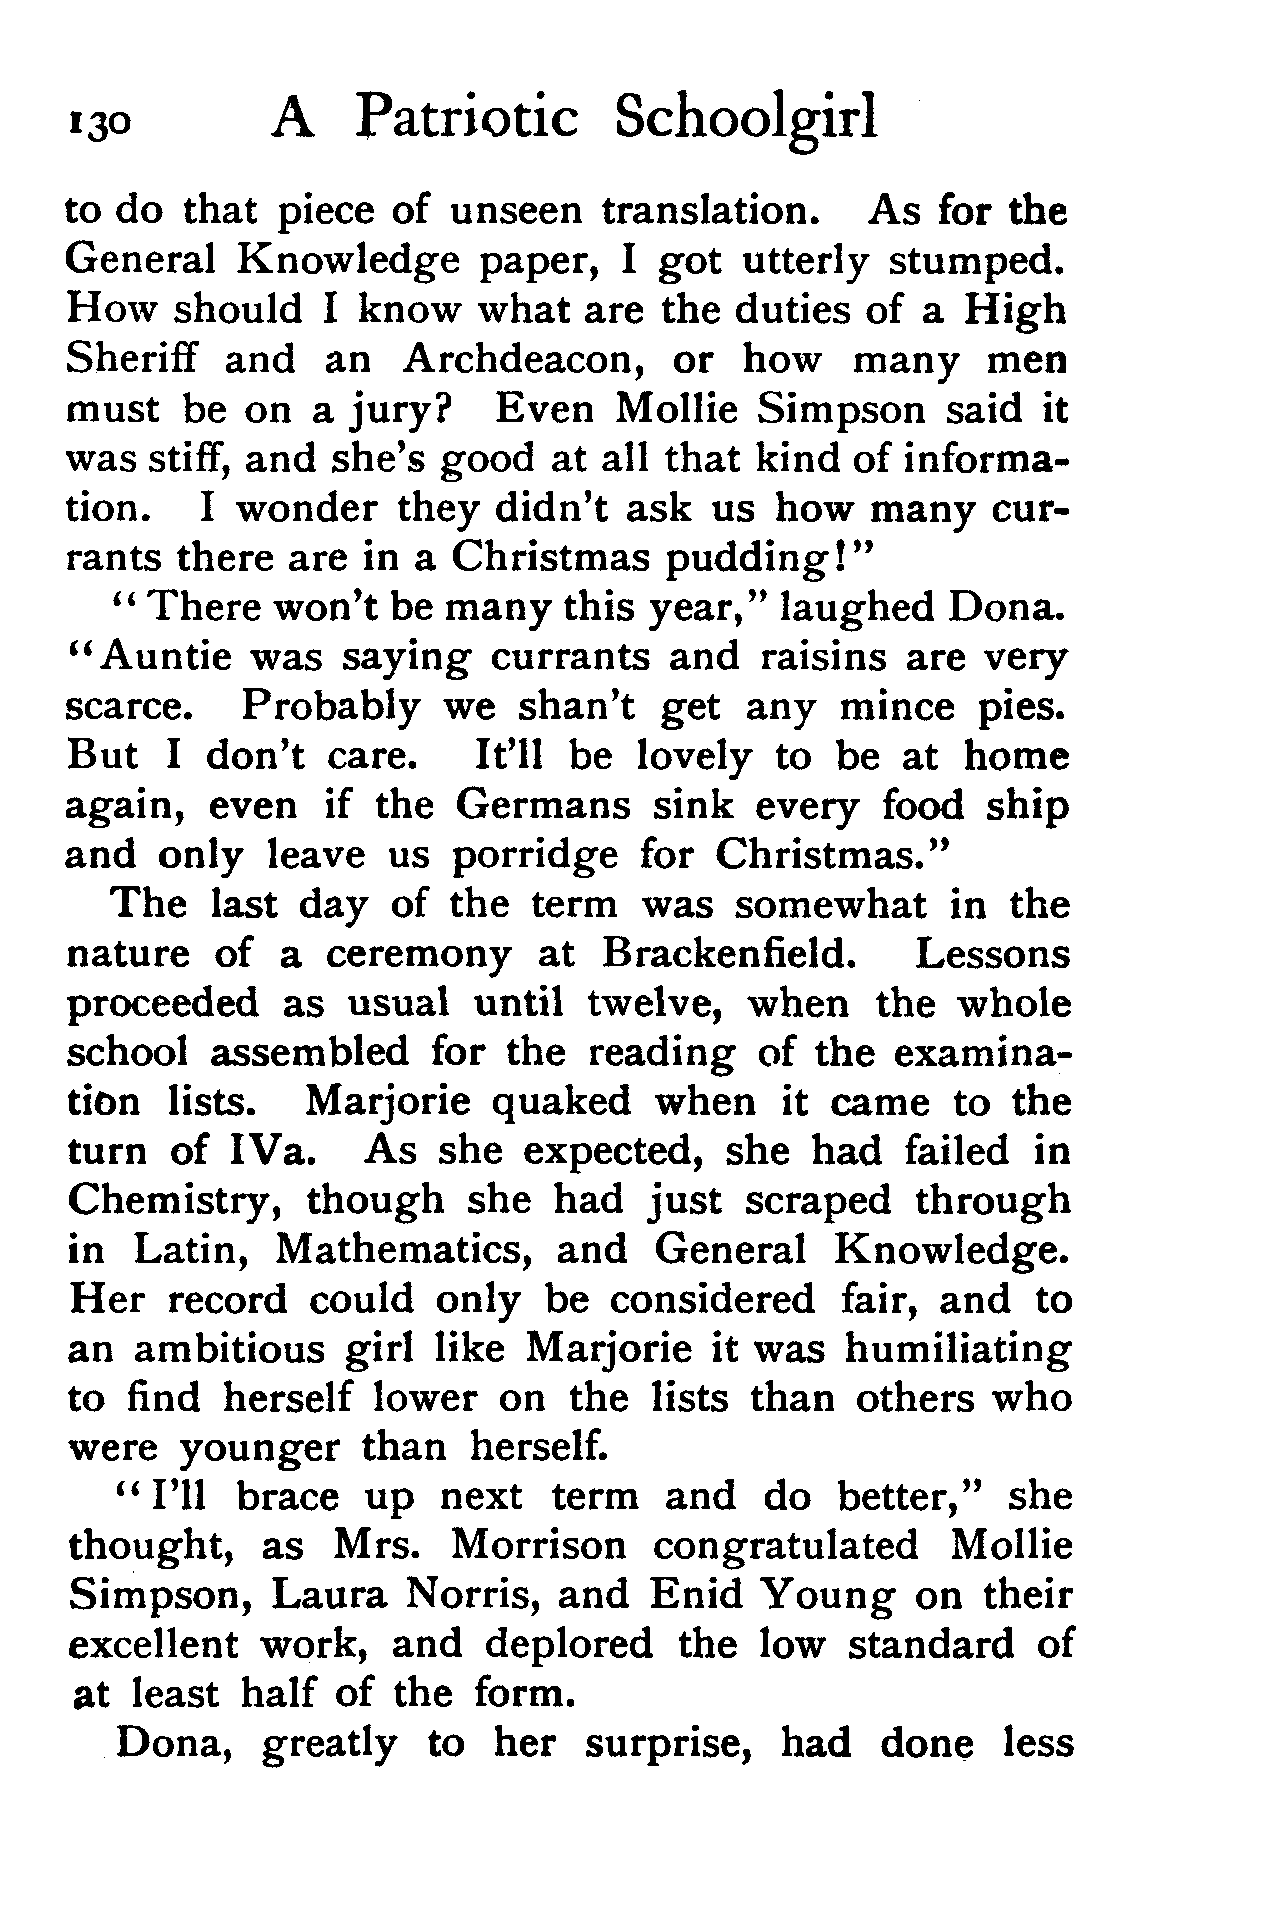 130 A Patriotic Schoolgirl
to do that piece of unseen translation. As for the
General Knowledge paper, I got utterly stumped.
How should I know what are the duties of a High
Sheriff and an Archdeacon, or how many men
must be on a jury? Even Mollie Simpson said it
was stiff, and she's good at all that kind of informa-
tion. I wonder they didn't ask us how many cur-
rants there are in a Christmas pudding!"
"There won't be many this year," laughed Dona.
"Auntie was saying currants and raisins are very
scarce. Probably we shan't get any mince pies.
But I don't care. It'll be lovely to be at home
again, even if the Germans sink every food ship
and only leave us porridge for Christmas."
The last day of the term was somewhat in the
nature of a ceremony at Brackenfield. Lessons
proceeded as usual until twelve, when the whole
school assembled for the reading of the examina-
tion lists. Marjorie quaked when it came to the
turn of IVa. As she expected, she had failed in
Chemistry, though she had just scraped through
in Latin, Mathematics, and General Knowledge.
Her record could only be considered fair, and to
an ambitious girl like Marjorie it was humiliating
to find herself lower on the lists than others who
were younger than herself.
"I'll brace up next term and do better," she
thought, as Mrs. Morrison congratulated Mollie
Simpson, Laura Norris, and Enid Young on their
excellent work, and deplored the low standard of
at least half of the form.
Dona, greatly to her surprise, had done less